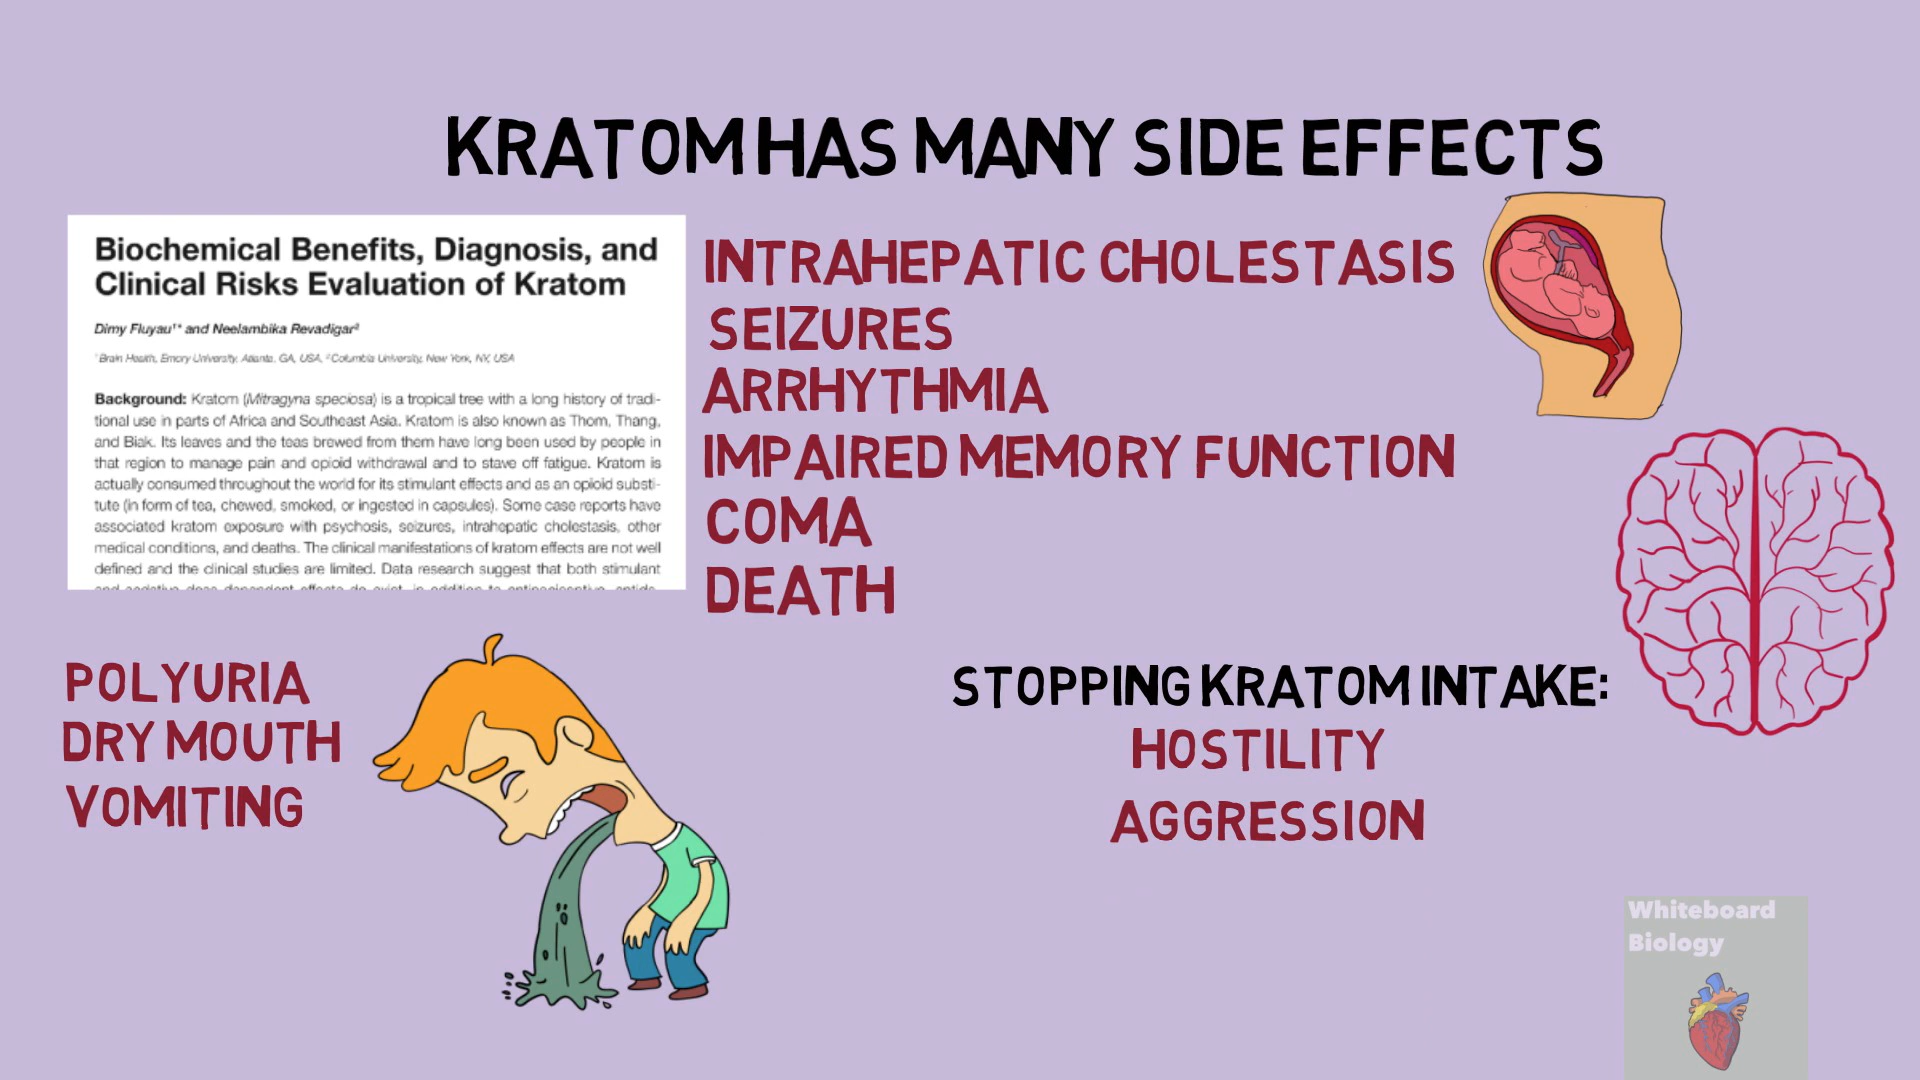 KRATOM HAS MANY SIDE EFFECTS
Biochemical Benefits, Diagnosis, and
Clinical Risks Evaluation of Kratom
Dimy Fluyau¹* and Neelambika Revadigar²
¹Brain Health, Emory University, Atlanta, GA, USA, ²Columbia University, New York, NY, USA
Background: Kratom (Mitragyna speciosa) is a tropical tree with a long history of tradi-
tional use in parts of Africa and Southeast Asia. Kratom is also known as Thom, Thang,
and Biak. Its leaves and the teas brewed from them have long been used by people in
that region to manage pain and opioid withdrawal and to stave off fatigue. Kratom is
actually consumed throughout the world for its stimulant effects and as an opioid substi-
tute (in form of tea, chewed, smoked, or ingested in capsules). Some case reports have
associated kratom exposure with psychosis, seizures, intrahepatic cholestasis, other
medical conditions, and deaths. The clinical manifestations of kratom effects are not well
defined and the clinical studies are limited. Data research suggest that both stimulant
INTRAHEPATIC CHOLESTASIS
SEIZURES
ARRHYTHMIA
IMPAIRED MEMORY FUNCTION
COMA
DEATH
POLYURIA
DRY MOUTH
VOMITING
STOPPING KRATOM INTAKE:
HOSTILITY
AGGRESSION
Whiteboard
Biology